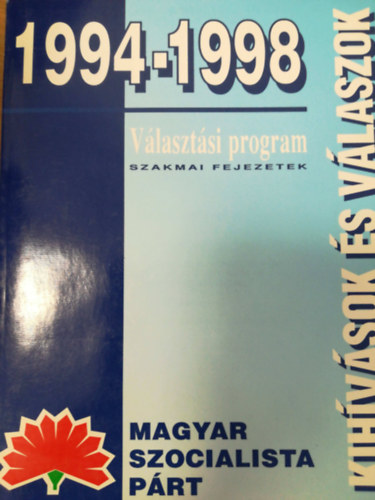 1994-1998
Választási program
SZAKMAI FEJEZETEK
KIHÍVÁSOK ÉS VÁLASZOK
MAGYAR
SZOCIALISTA
PÁRT